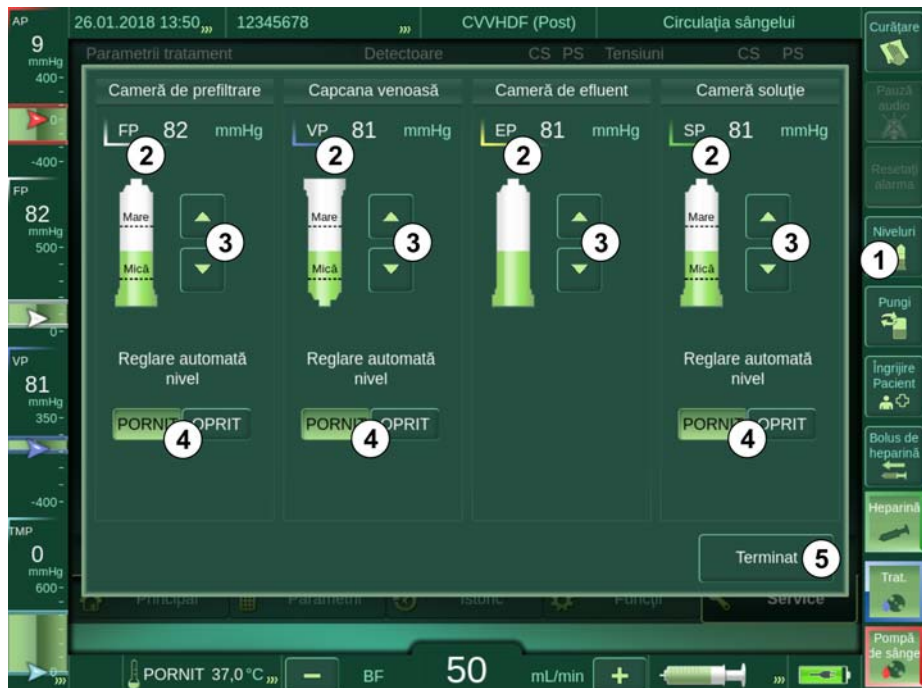 AP
9
mmHg
400
0
-400
FP
82
mmHg
500
0
VP
81
mmHg
350
-400
TMP
0
mmHg
600
26.01.2018 13:50
12345678
CVVHDF (Post)
Circulația sângelui
Parametrii tratament
Detectoare
CS PS
Tensiuni
CS PS
Cameră de prefiltrare
FP 82 mmHg
2
Mare
Mică
3
Reglare automată
nivel
PORNIT OPRIT
4
Capcana venoasă
VP 81 mmHg
2
Mare
Mică
3
Reglare automată
nivel
PORNIT OPRIT
4
Cameră de efluent
EP 81 mmHg
2
3
Cameră soluție
SP 81 mmHg
2
Mare
Mică
3
Reglare automată
nivel
PORNIT OPRIT
4
Terminat 5
Principal
Parametrii
Istoric
Funcții
Service
PORNIT 37,0 °C
BF 50 mL/min
Curățare
Pauză
audio
Resetați
alarma
Niveluri
1
Pungi
Îngrijire
Pacient
Bolus de
heparină
Heparină
Trat.
Pompă
de sânge